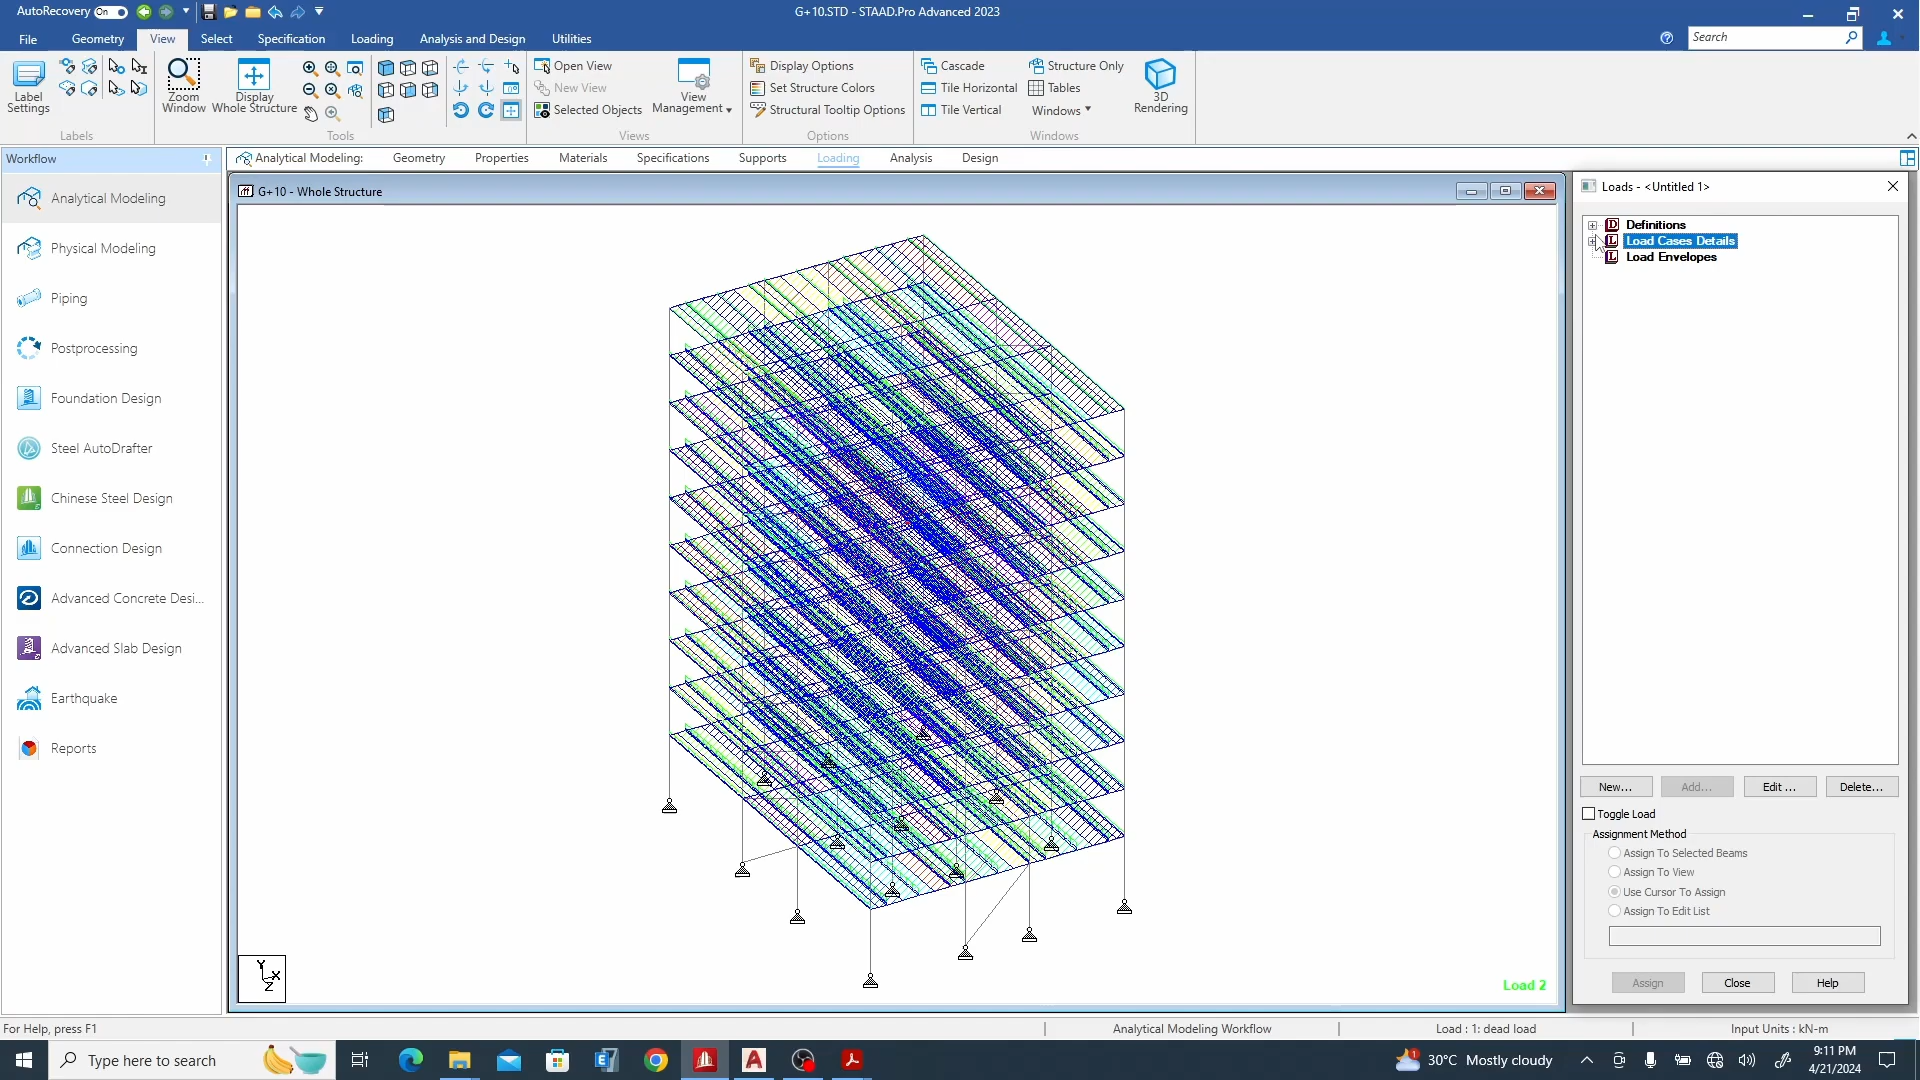 AutoRecovery On
G+10.STD - STAAD.Pro Advanced 2023
File Geometry View Select Specification Loading Analysis and Design Utilities
Search
Label Settings
Labels
Zoom Window
Display Whole Structure
Tools
Open View
New View
Selected Objects
View Management
Views
Display Options
Set Structure Colors
Structural Tooltip Options
Options
Cascade
Tile Horizontal
Tile Vertical
Structure Only
Tables
Windows
Windows
3D Rendering
Workflow
Analytical Modeling: Geometry Properties Materials Specifications Supports Loading Analysis Design
Analytical Modeling
Physical Modeling
Piping
Postprocessing
Foundation Design
Steel AutoDrafter
Chinese Steel Design
Connection Design
Advanced Concrete Desi...
Advanced Slab Design
Earthquake
Reports
G+10 - Whole Structure
Y
X
Z
Load 2
Loads - <Untitled 1>
D Definitions
L Load Cases Details
L Load Envelopes
New... Add... Edit ... Delete...
Toggle Load
Assignment Method
Assign To Selected Beams
Assign To View
Use Cursor To Assign
Assign To Edit List
Assign Close Help
For Help, press F1
Analytical Modeling Workflow
Load : 1: dead load
Input Units : kN-m
Type here to search
30°C Mostly cloudy
9:11 PM
4/21/2024